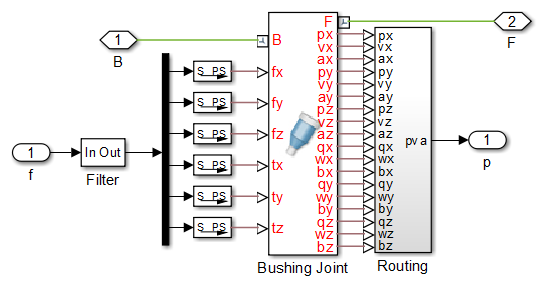 1
B
1
f
In Out
Filter
S PS
S PS
S PS
S PS
S PS
S PS
B
fx
fy
fz
tx
ty
tz
F
px
vx
ax
py
vy
ay
pz
vz
az
qx
wx
bx
qy
wy
by
qz
wz
bz
Bushing Joint
px
vx
ax
py
vy
ay
pz
vz
az
qx
wx
bx
qy
wy
by
qz
wz
bz
pva
Routing
2
F
1
p